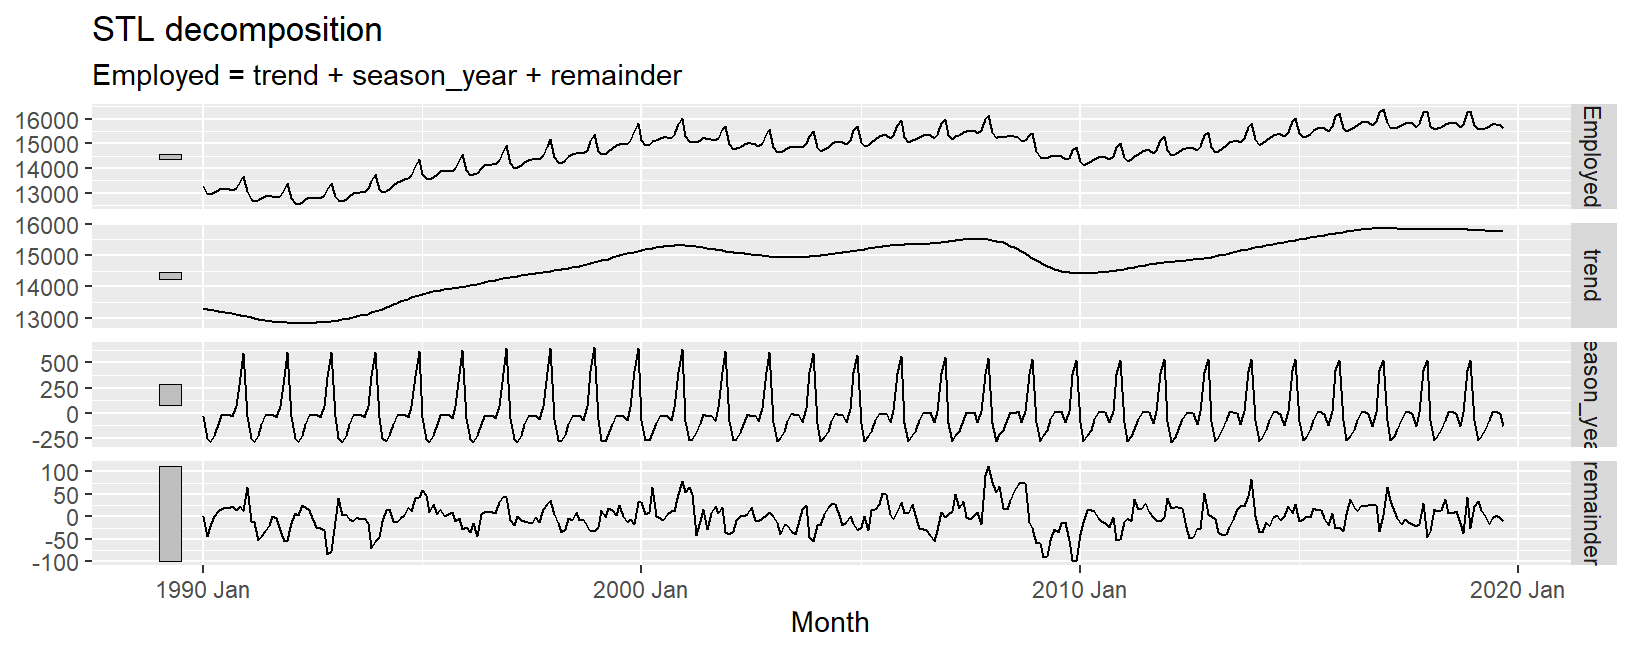 STL decomposition
Employed = trend + season_year + remainder
16000
15000
14000
13000
Employed
16000
15000
14000
13000
trend
500
250
0
-250
eason_yea
100
50
0
-50
-100
remainder
1990 Jan
2000 Jan
2010 Jan
2020 Jan
Month